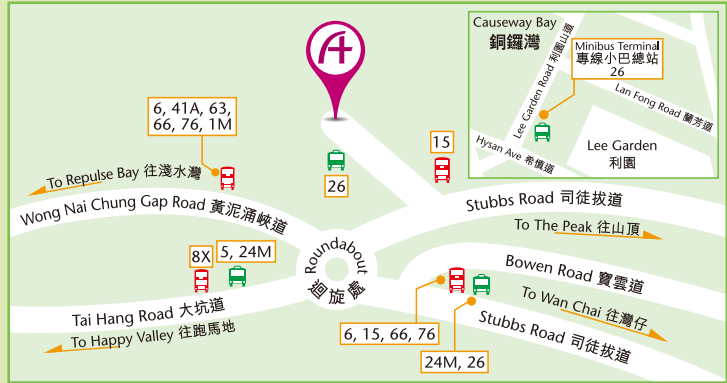 Causeway Bay
銅鑼灣
Minibus Terminal
專線小巴總站
26
Lee Garden Road 利園山道
Lan Fong Road 蘭芳道
Hysan Ave 希慎道
Lee Garden
利園
6, 41A, 63,
66, 76, 1M
26
15
To Repulse Bay 往淺水灣
Wong Nai Chung Gap Road 黃泥涌峽道
Stubbs Road 司徒拔道
To The Peak 往山頂
8X
5, 24M
Roundabout
迴旋處
Bowen Road 寶雲道
Tai Hang Road 大坑道
To Happy Valley 往跑馬地
To Wan Chai 往灣仔
6, 15, 66, 76
Stubbs Road 司徒拔道
24M, 26